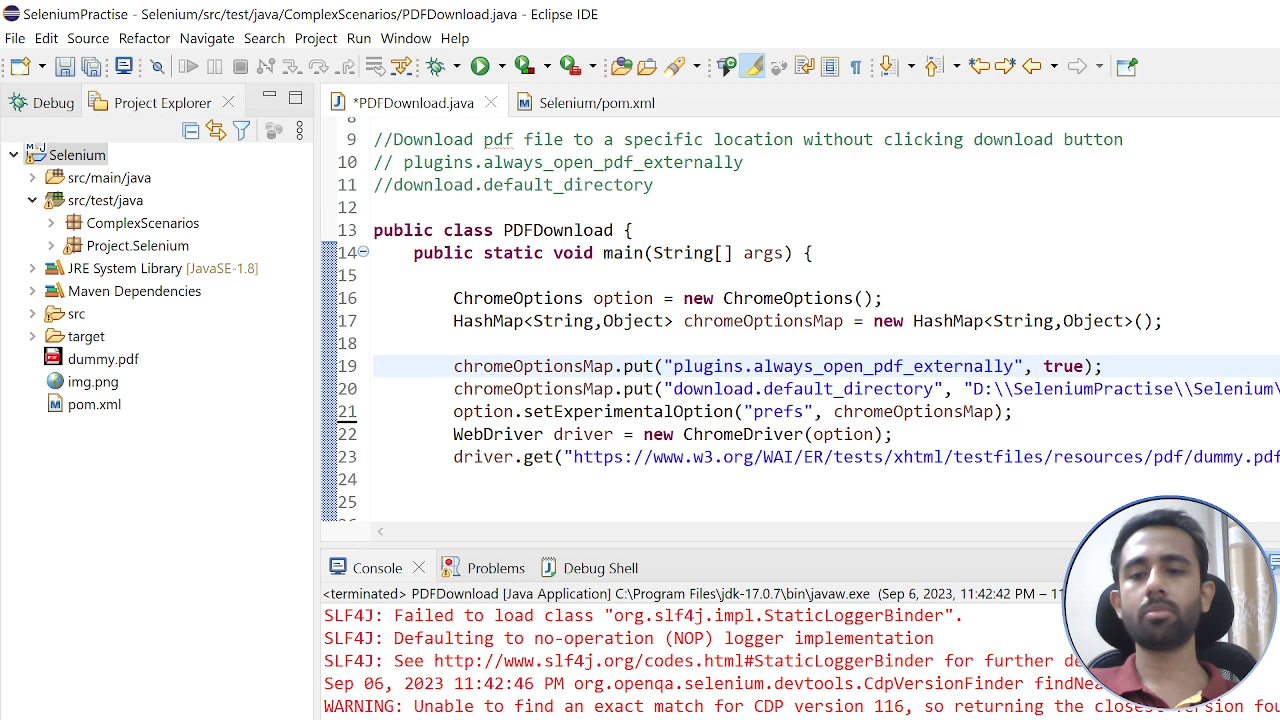 SeleniumPractise - Selenium/src/test/java/ComplexScenarios/PDFDownload.java - Eclipse IDE
File Edit Source Refactor Navigate Search Project Run Window Help
Debug Project Explorer
*PDFDownload.java Selenium/pom.xml
Selenium
src/main/java
src/test/java
ComplexScenarios
Project.Selenium
JRE System Library [JavaSE-1.8]
Maven Dependencies
src
target
dummy.pdf
img.png
pom.xml
8
9 //Download pdf file to a specific location without clicking download button
10 // plugins.always_open_pdf_externally
11 //download.default_directory
12
13 public class PDFDownload {
14 public static void main(String[] args) {
15
16 ChromeOptions option = new ChromeOptions();
17 HashMap<String,Object> chromeOptionsMap = new HashMap<String,Object>();
18
19 chromeOptionsMap.put("plugins.always_open_pdf_externally", true);
20 chromeOptionsMap.put("download.default_directory", "D:\\SeleniumPractise\\Selenium\
21 option.setExperimentalOption("prefs", chromeOptionsMap);
22 WebDriver driver = new ChromeDriver(option);
23 driver.get("https://www.w3.org/WAI/ER/tests/xhtml/testfiles/resources/pdf/dummy.pdf
24
25
Console Problems Debug Shell
<terminated> PDFDownload [Java Application] C:\Program Files\jdk-17.0.7\bin\javaw.exe (Sep 6, 2023, 11:42:42 PM – 11
SLF4J: Failed to load class "org.slf4j.impl.StaticLoggerBinder".
SLF4J: Defaulting to no-operation (NOP) logger implementation
SLF4J: See http://www.slf4j.org/codes.html#StaticLoggerBinder for further de
Sep 06, 2023 11:42:46 PM org.openqa.selenium.devtools.CdpVersionFinder findNea
WARNING: Unable to find an exact match for CDP version 116, so returning the closest version fou